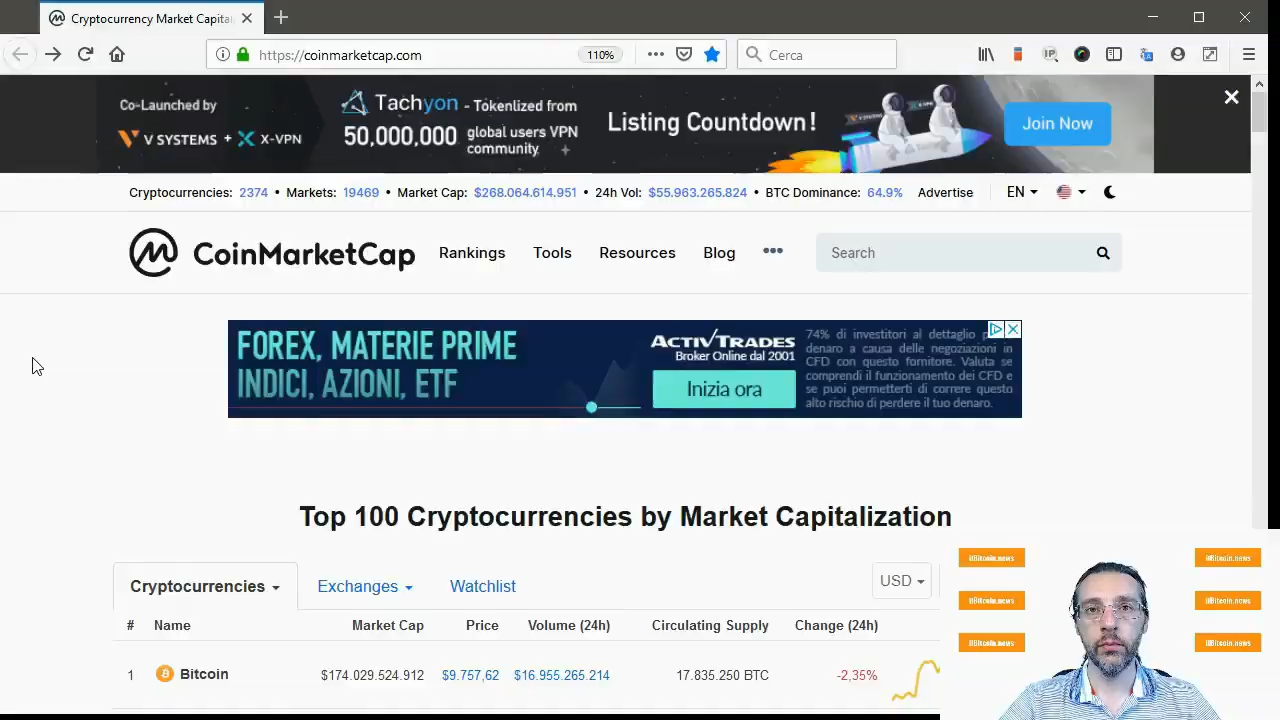 Cryptocurrency Market Capita
https://coinmarketcap.com
110%
Cerca
IP
Co-Launched by
V SYSTEMS + X-VPN
Tachyon - Tokenized from
50,000,000 global users VPN
community.
Listing Countdown!
Join Now
Cryptocurrencies: 2374 • Markets: 19469 • Market Cap: $268.064.614.951 • 24h Vol: $55.963.265.824 • BTC Dominance: 64.9% Advertise EN
CoinMarketCap
Rankings Tools Resources Blog
Search
FOREX, MATERIE PRIME
INDICI, AZIONI, ETF
ACTIVTRADES
Broker Online dal 2001
Inizia ora
74% di investitori al dettaglio p
denaro a causa delle negoziazioni in
CFD con questo fornitore. Valuta se
comprendi il funzionamento dei CFD e
se puoi permetterti di correre questo
alto rischio di perdere il tuo denaro.
Top 100 Cryptocurrencies by Market Capitalization
Cryptocurrencies Exchanges Watchlist USD
# Name Market Cap Price Volume (24h) Circulating Supply Change (24h)
1 Bitcoin $174.029.524.912 $9.757,62 $16.955.265.214 17.835.250 BTC -2,35%